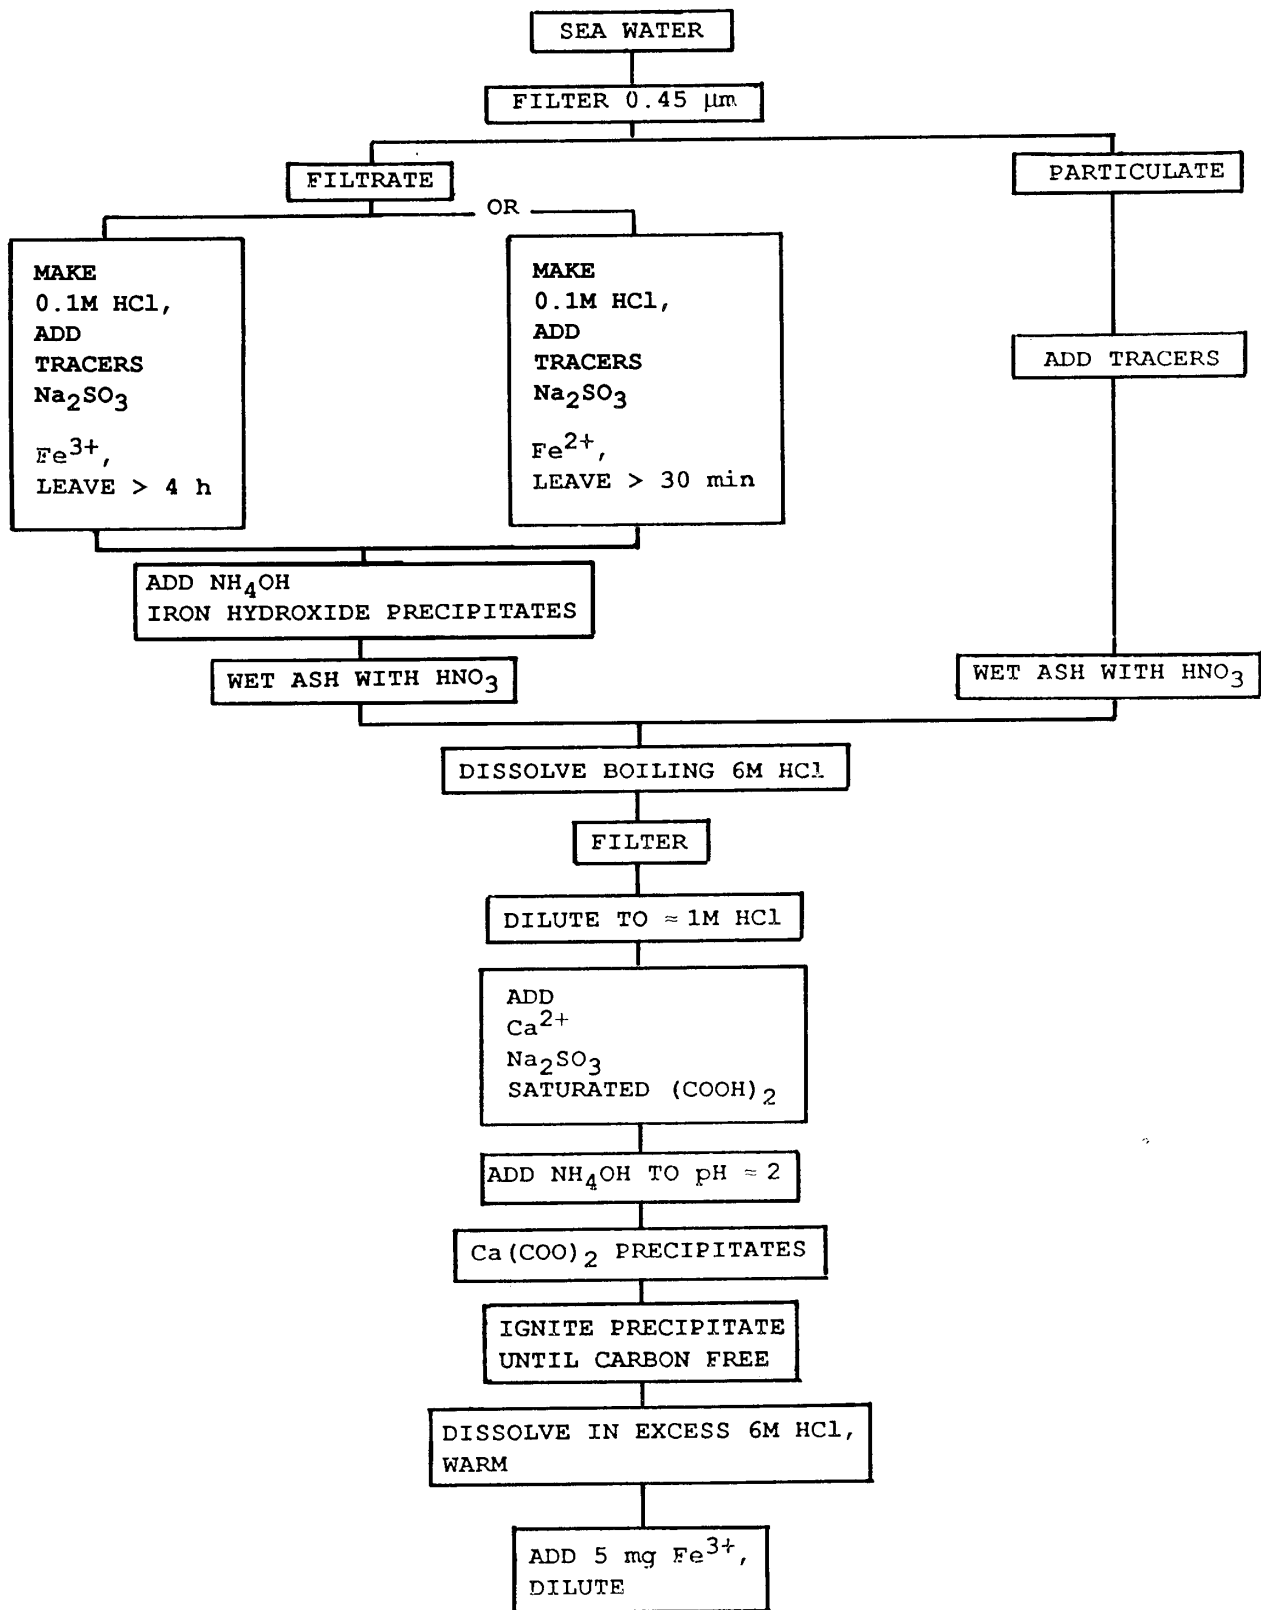 SEA WATER
FILTER 0.45 µm
FILTRATE
PARTICULATE
OR
MAKE
0.1M HCl,
ADD
TRACERS
Na2SO3
Fe3+,
LEAVE > 4 h
MAKE
0.1M HCl,
ADD
TRACERS
Na2SO3
Fe2+,
LEAVE > 30 min
ADD TRACERS
ADD NH4OH
IRON HYDROXIDE PRECIPITATES
WET ASH WITH HNO3
WET ASH WITH HNO3
DISSOLVE BOILING 6M HCl
FILTER
DILUTE TO ≈ 1M HCl
ADD
Ca2+
Na2SO3
SATURATED (COOH)2
ADD NH4OH TO pH ≈ 2
Ca(COO)2 PRECIPITATES
IGNITE PRECIPITATE
UNTIL CARBON FREE
DISSOLVE IN EXCESS 6M HCl,
WARM
ADD 5 mg Fe3+,
DILUTE